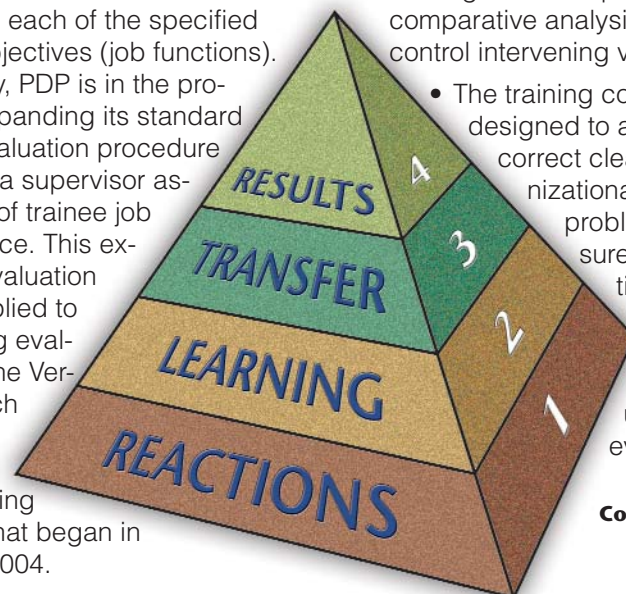 each of the specified
jectives (job functions).
PDP is in the pro-
panding its standard
aluation procedure
a supervisor as-
of trainee job
ce. This ex-
valuation
plied to
g eval-
ne Ver-
ch
ing
hat began in
004.
RESULTS 4
TRANSFER 3
LEARNING 2
REACTIONS 1
comparative analysi
control intervening v
• The training co
designed to a
correct clea
nizationa
probl
sure
ti
u
ev
Co